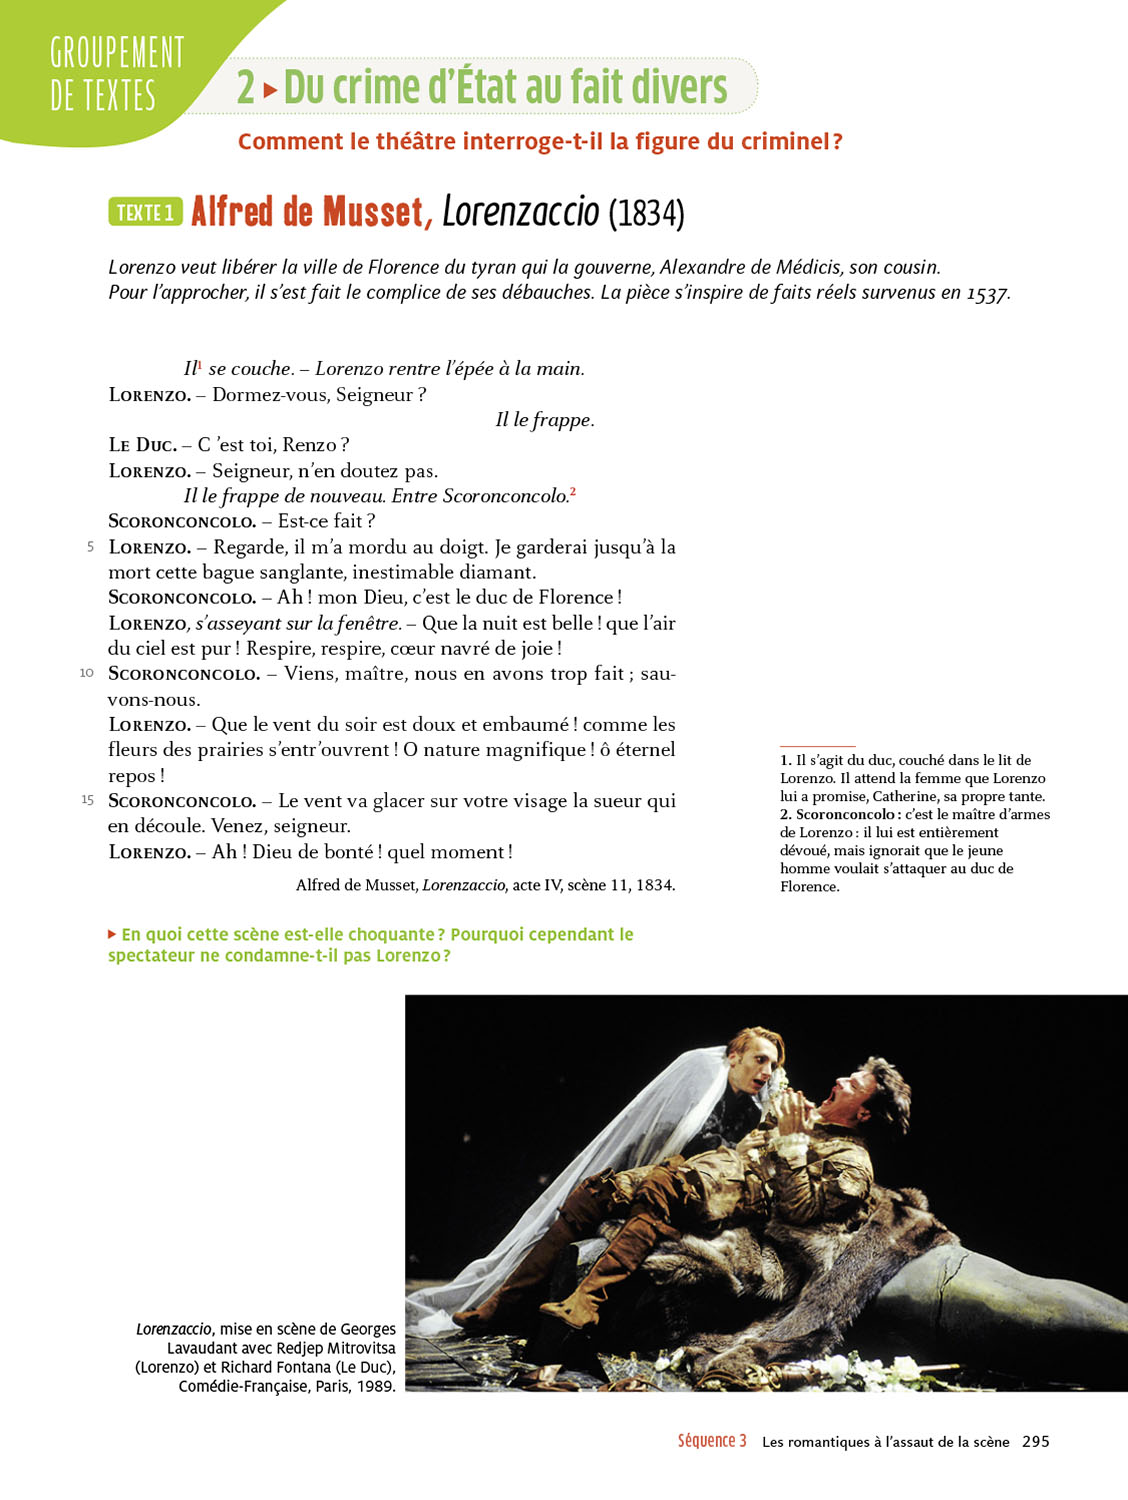 GROUPEMENT
DE TEXTES
2 ▸ Du crime d’État au fait divers
Comment le théâtre interroge-t-il la figure du criminel ?
TEXTE 1 Alfred de Musset, Lorenzaccio (1834)
Lorenzo veut libérer la ville de Florence du tyran qui la gouverne, Alexandre de Médicis, son cousin.
Pour l’approcher, il s’est fait le complice de ses débauches. La pièce s’inspire de faits réels survenus en 1537.
Il1 se couche. – Lorenzo rentre l’épée à la main.
LORENZO. – Dormez-vous, Seigneur ?
Il le frappe.
LE DUC. – C ’est toi, Renzo ?
LORENZO. – Seigneur, n’en doutez pas.
Il le frappe de nouveau. Entre Scoronconcolo.2
SCORONCONCOLO. – Est-ce fait ?
5 LORENZO. – Regarde, il m’a mordu au doigt. Je garderai jusqu’à la
mort cette bague sanglante, inestimable diamant.
SCORONCONCOLO. – Ah ! mon Dieu, c’est le duc de Florence !
LORENZO, s’asseyant sur la fenêtre. – Que la nuit est belle ! que l’air
du ciel est pur ! Respire, respire, cœur navré de joie !
10 SCORONCONCOLO. – Viens, maître, nous en avons trop fait ; sau-
vons-nous.
LORENZO. – Que le vent du soir est doux et embaumé ! comme les
fleurs des prairies s’entr’ouvrent ! O nature magnifique ! ô éternel
repos !
15 SCORONCONCOLO. – Le vent va glacer sur votre visage la sueur qui
en découle. Venez, seigneur.
LORENZO. – Ah ! Dieu de bonté ! quel moment !
Alfred de Musset, Lorenzaccio, acte IV, scène 11, 1834.
1. Il s’agit du duc, couché dans le lit de
Lorenzo. Il attend la femme que Lorenzo
lui a promise, Catherine, sa propre tante.
2. Scoronconcolo : c’est le maître d’armes
de Lorenzo : il lui est entièrement
dévoué, mais ignorait que le jeune
homme voulait s’attaquer au duc de
Florence.
▸ En quoi cette scène est-elle choquante ? Pourquoi cependant le
spectateur ne condamne-t-il pas Lorenzo ?
Lorenzaccio, mise en scène de Georges
Lavaudant avec Redjep Mitrovitsa
(Lorenzo) et Richard Fontana (Le Duc),
Comédie-Française, Paris, 1989.
Séquence 3 Les romantiques à l’assaut de la scène 295